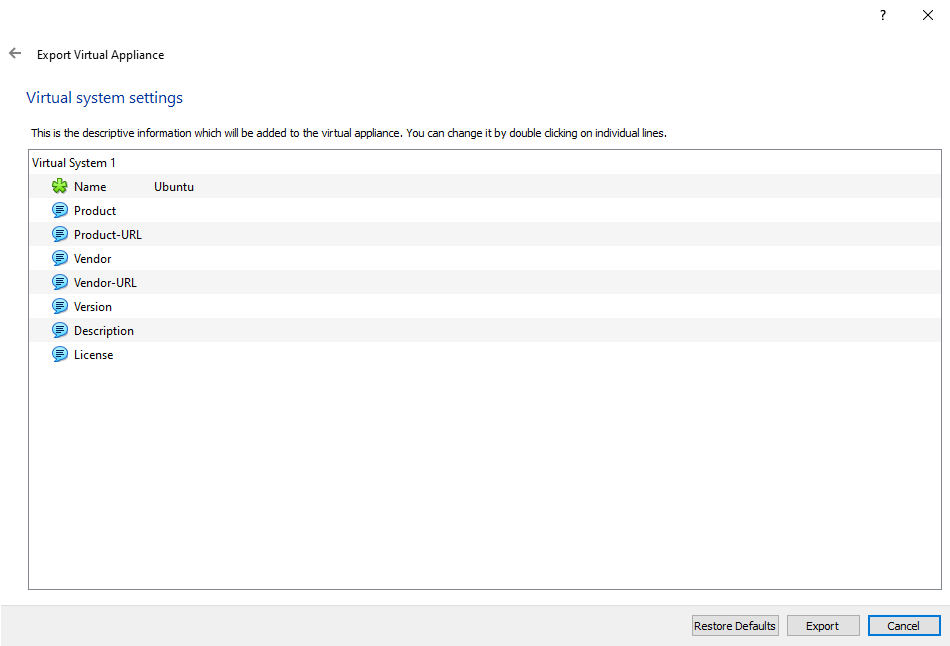 ?
Export Virtual Appliance
Virtual system settings
This is the descriptive information which will be added to the virtual appliance. You can change it by double clicking on individual lines.
Virtual System 1
Name Ubuntu
Product
Product-URL
Vendor
Vendor-URL
Version
Description
License
Restore Defaults Export Cancel